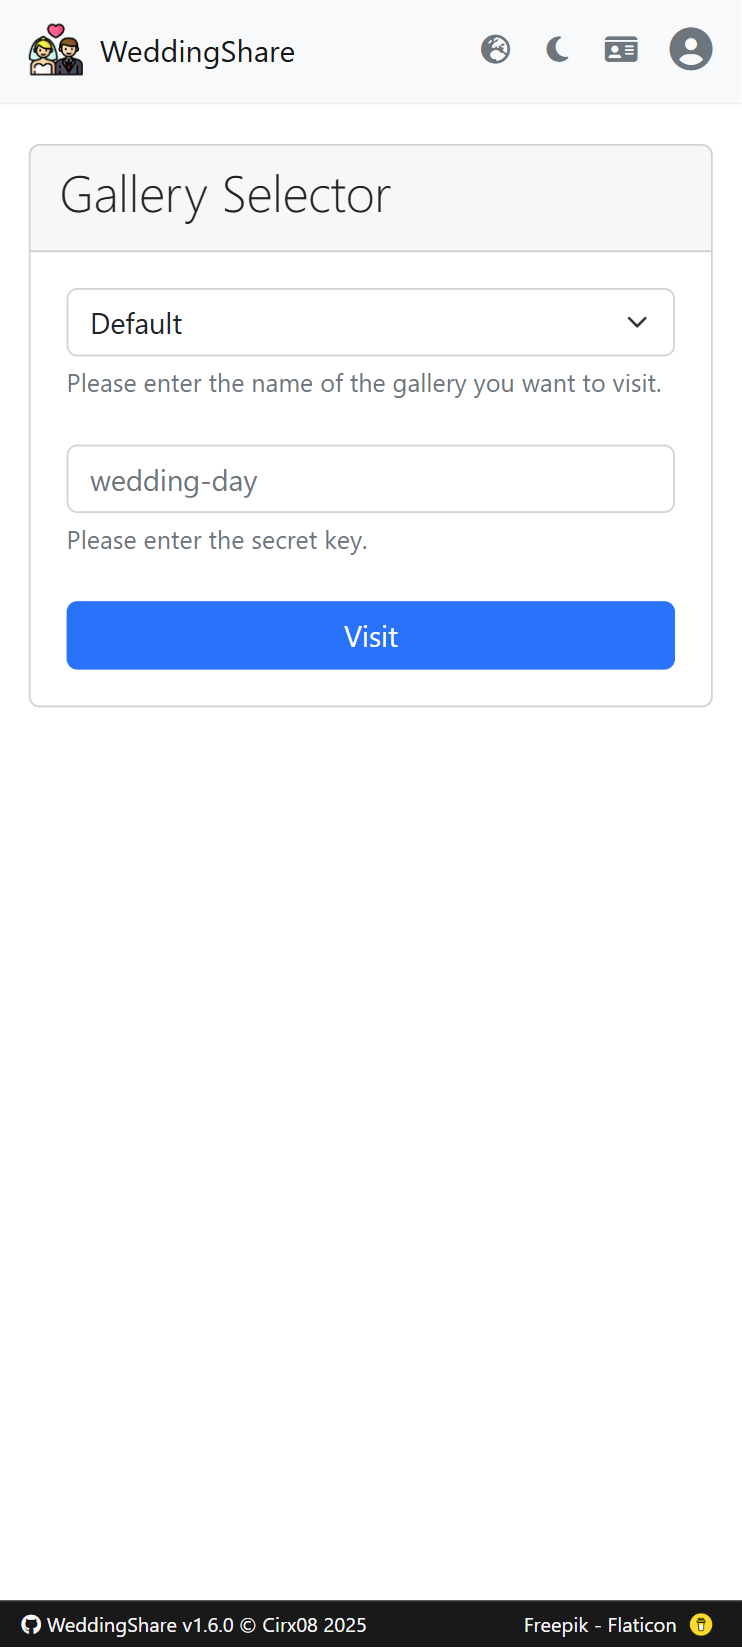 WeddingShare
Gallery Selector
Default
Please enter the name of the gallery you want to visit.
wedding-day
Please enter the secret key.
Visit
WeddingShare v1.6.0 © Cirx08 2025
Freepik - Flaticon